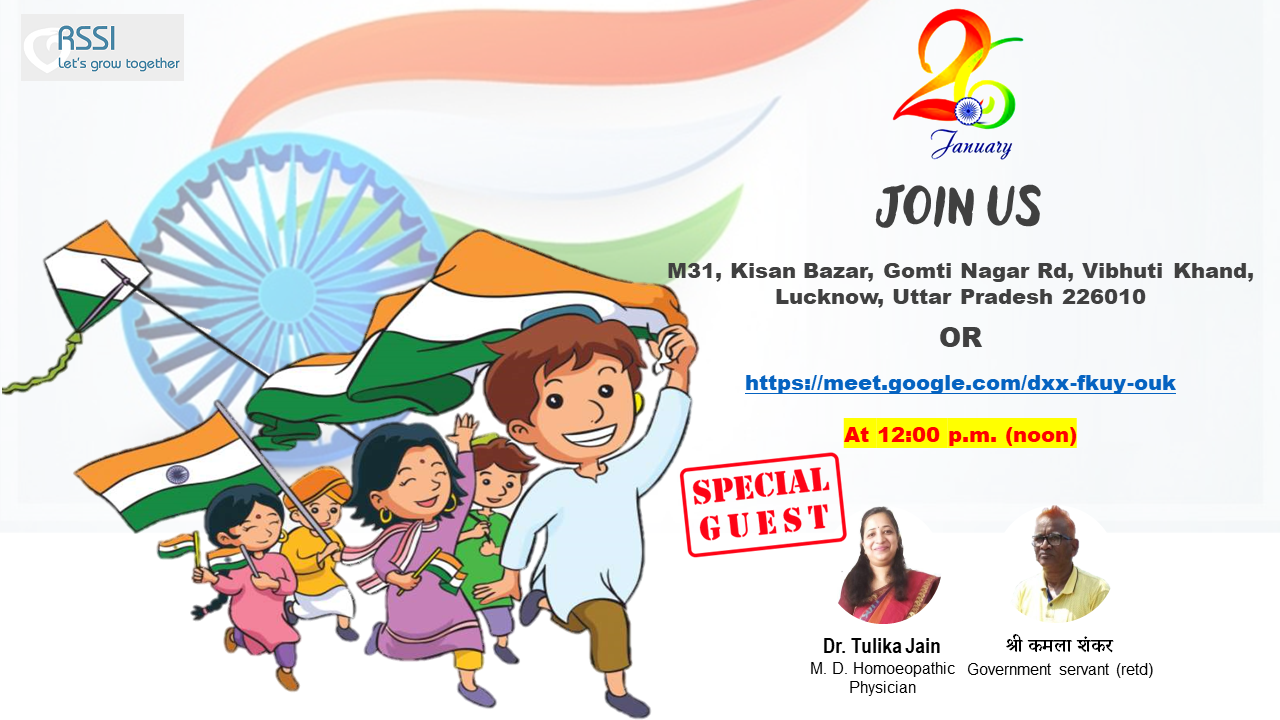 RSSI
Let's grow together
26
January
JOIN US
M31, Kisan Bazar, Gomti Nagar Rd, Vibhuti Khand,
Lucknow, Uttar Pradesh 226010
OR
https://meet.google.com/dxx-fkuy-ouk
At 12:00 p.m. (noon)
SPECIAL
GUEST
Dr. Tulika Jain
M. D. Homoeopathic
Physician
श्री कमला शंकर
Government servant (retd)